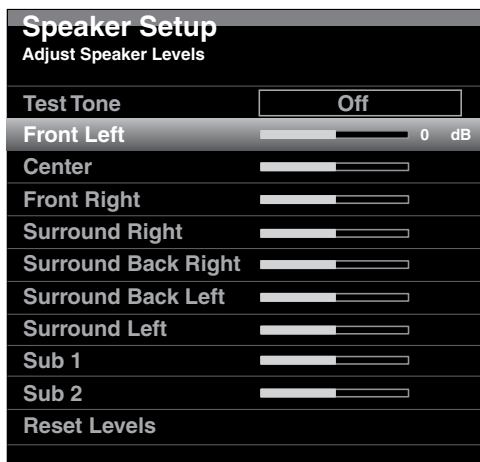 Speaker Setup
Adjust Speaker Levels
Test Tone Off
Front Left 0 dB
Center
Front Right
Surround Right
Surround Back Right
Surround Back Left
Surround Left
Sub 1
Sub 2
Reset Levels